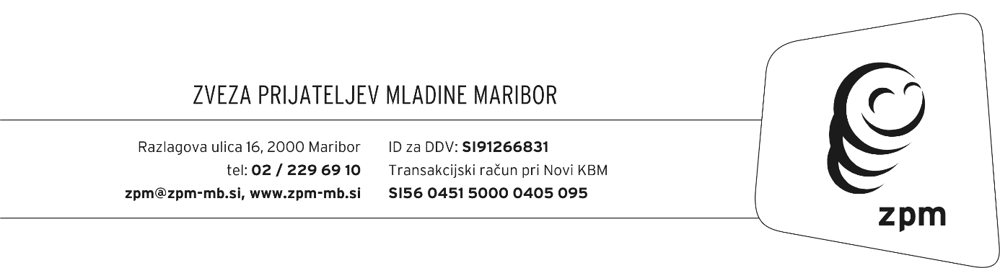 ZVEZA PRIJATELJEV MLADINE MARIBOR
Razlagova ulica 16, 2000 Maribor
tel: 02 / 229 69 10
zpm@zpm-mb.si, www.zpm-mb.si
ID za DDV: SI91266831
Transakcijski račun pri Novi KBM
SI56 0451 5000 0405 095
zpm